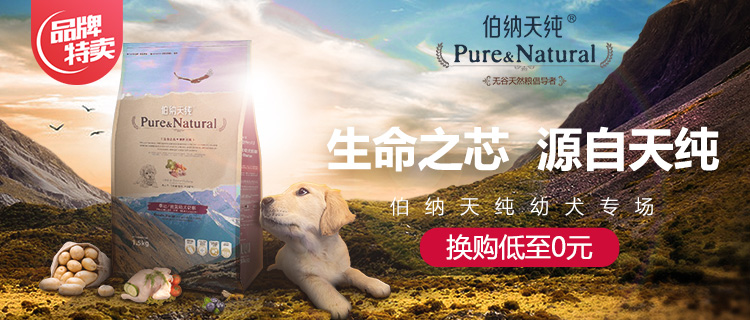 品牌
特卖
伯纳天纯®
Pure&Natural
无谷天然粮倡导者
伯纳天纯
Pure&Natural
生命之芯 源自天纯
伯纳天纯幼犬专场
换购低至0元
1.5kg